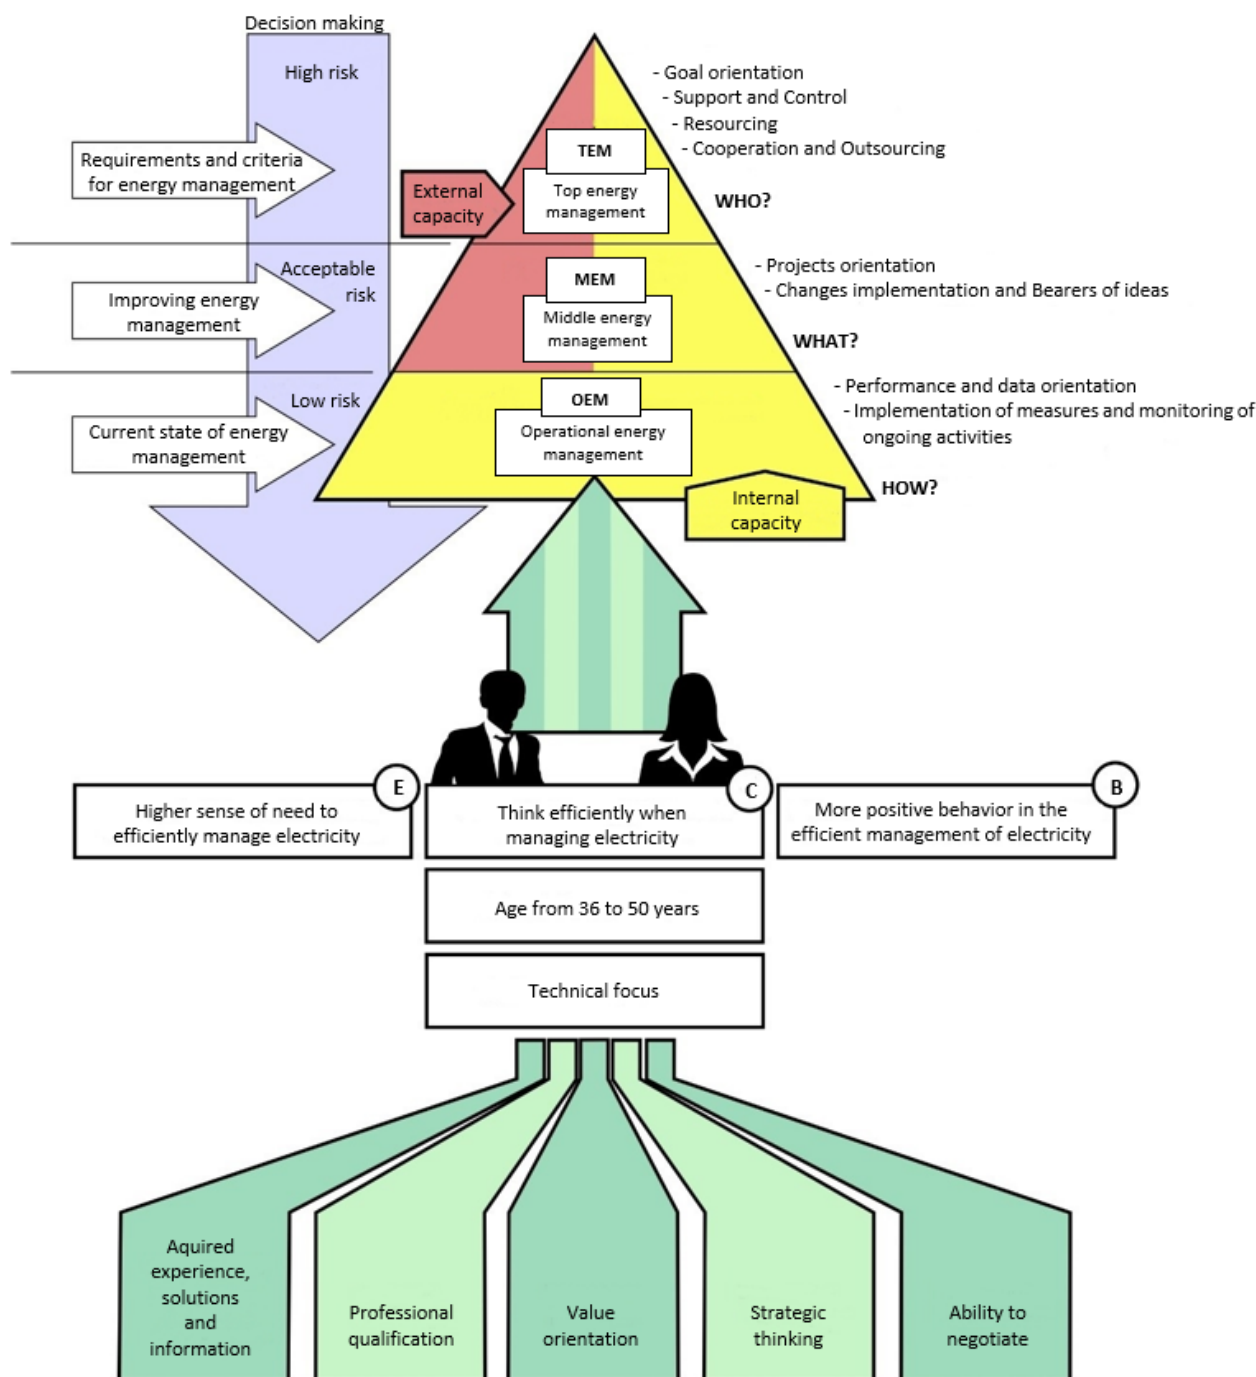 Decision making
High risk
Requirements and criteria
for energy management
External
capacity
TEM
Top energy
management
- Goal orientation
- Support and Control
- Resourcing
- Cooperation and Outsourcing
WHO?
Acceptable
risk
Improving energy
management
MEM
Middle energy
management
- Projects orientation
- Changes implementation and Bearers of ideas
WHAT?
Low risk
Current state of energy
management
OEM
Operational energy
management
- Performance and data orientation
- Implementation of measures and monitoring of
ongoing activities
HOW?
Internal
capacity
E
Higher sense of need to
efficiently manage electricity
C
Think efficiently when
managing electricity
B
More positive behavior in the
efficient management of electricity
Age from 36 to 50 years
Technical focus
Aquired
experience,
solutions
and
information
Professional
qualification
Value
orientation
Strategic
thinking
Ability to
negotiate